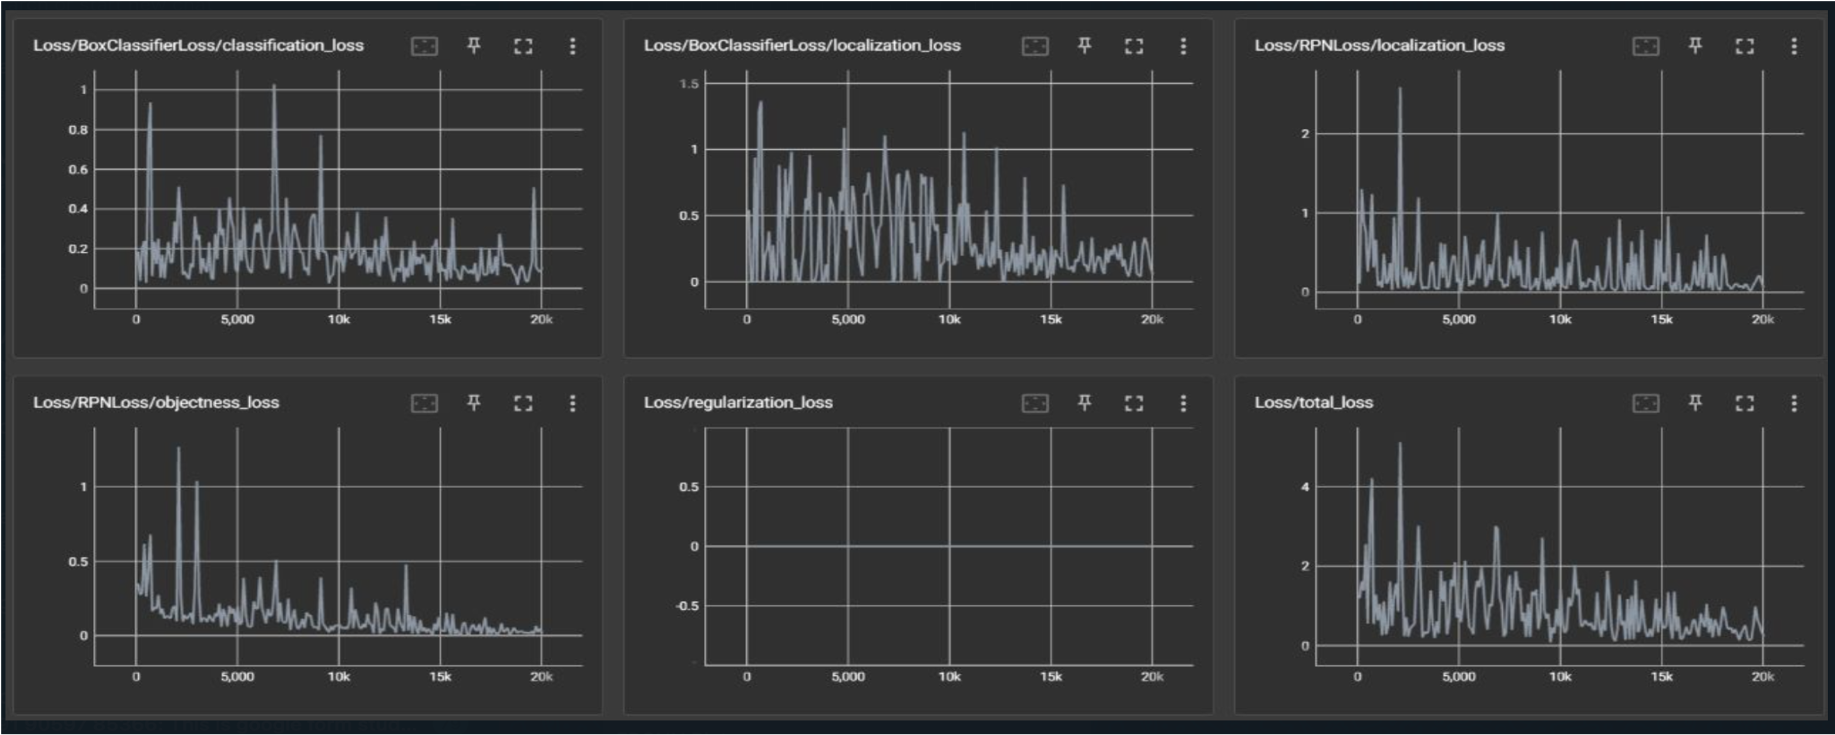 Loss/BoxClassifierLoss/classification_loss
1
0.8
0.6
0.4
0.2
0
0 5,000 10k 15k 20k
Loss/BoxClassifierLoss/localization_loss
1.5
1
0.5
0
0 5,000 10k 15k 20k
Loss/RPNLoss/localization_loss
2
1
0
0 5,000 10k 15k 20k
Loss/RPNLoss/objectness_loss
1
0.5
0
0 5,000 10k 15k 20k
Loss/regularization_loss
0.5
0
-0.5
0 5,000 10k 15k 20k
Loss/total_loss
4
2
0
0 5,000 10k 15k 20k